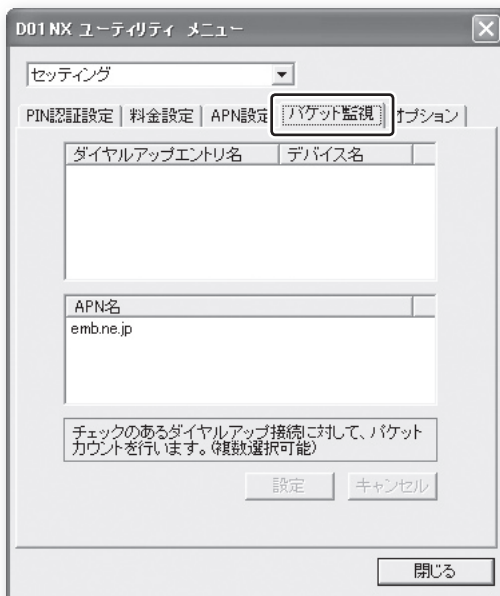 D01NX ユーティリティ メニュー
セッティング
PIN認証設定 料金設定 APN設定 パケット監視 オプション
ダイヤルアップエントリ名 デバイス名
APN名
emb.ne.jp
チェックのあるダイヤルアップ接続に対して、パケット
カウントを行います。(複数選択可能)
設定 キャンセル
閉じる